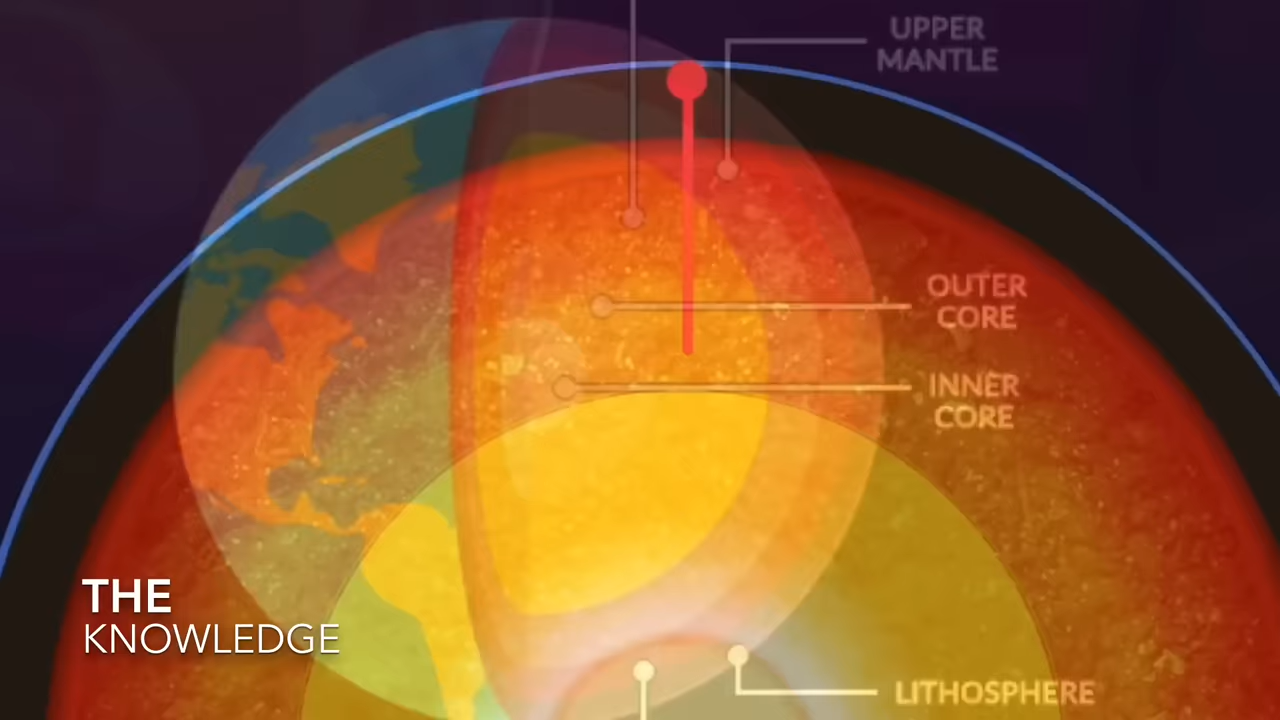 UPPER
MANTLE
OUTER
CORE
INNER
CORE
THE
KNOWLEDGE
LITHOSPHERE